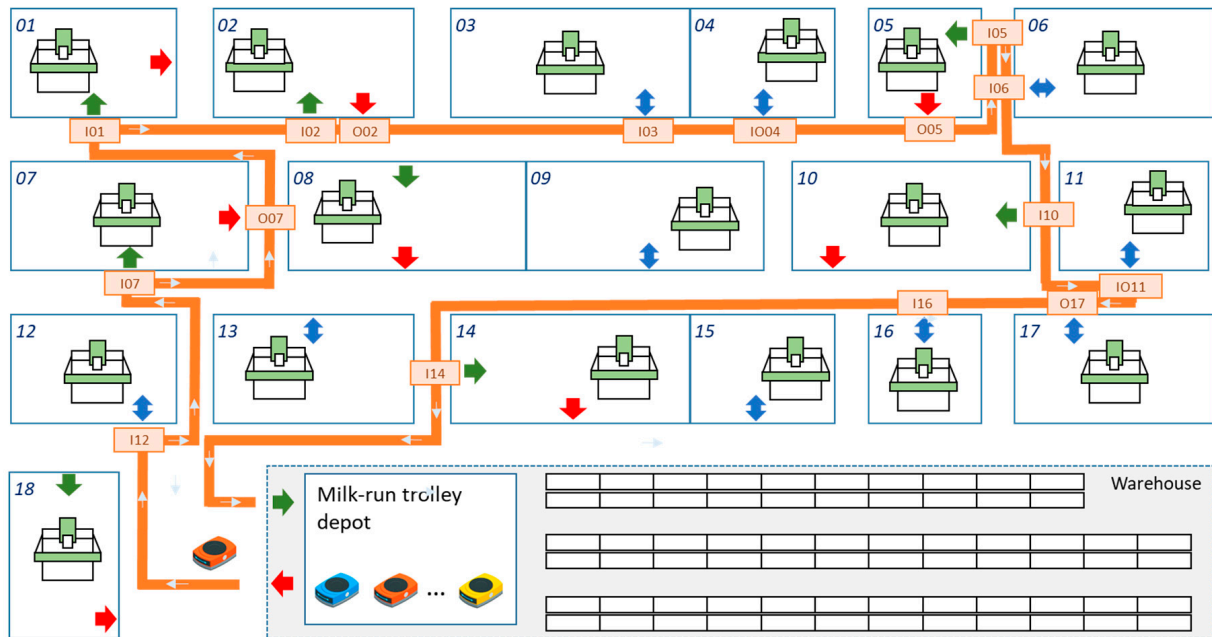 01
02
03
04
05
I05
06
I06
I01
I02
O02
I03
IO04
O05
07
08
09
10
11
O07
I10
I07
IO11
I16
O17
12
13
14
15
16
17
I14
I12
18
Milk-run trolley
depot
...
Warehouse